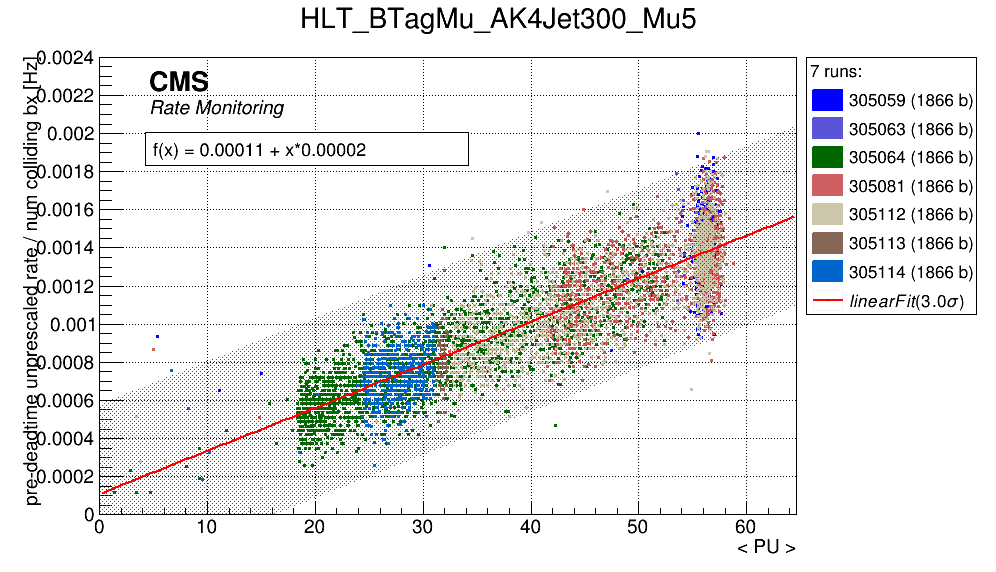 HLT_BTagMu_AK4Jet300_Mu5
pre-deadtime unprescaled rate / num colliding bx [Hz]
CMS
Rate Monitoring
f(x) = 0.00011 + x*0.00002
0.0024
0.0022
0.002
0.0018
0.0016
0.0014
0.0012
0.001
0.0008
0.0006
0.0004
0.0002
0
0 10 20 30 40 50 60
< PU >
7 runs:
305059 (1866 b)
305063 (1866 b)
305064 (1866 b)
305081 (1866 b)
305112 (1866 b)
305113 (1866 b)
305114 (1866 b)
linearFit(3.0σ)